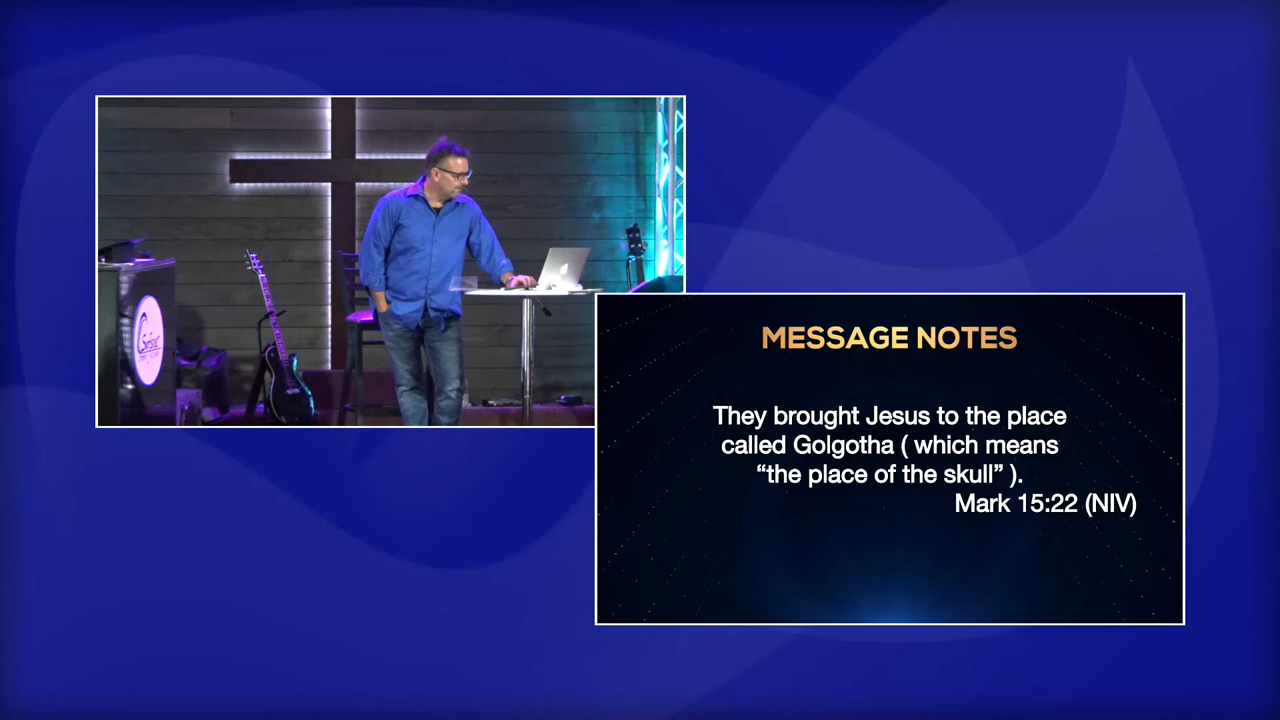 MESSAGE NOTES
They brought Jesus to the place
called Golgotha ( which means
“the place of the skull” ).
Mark 15:22 (NIV)